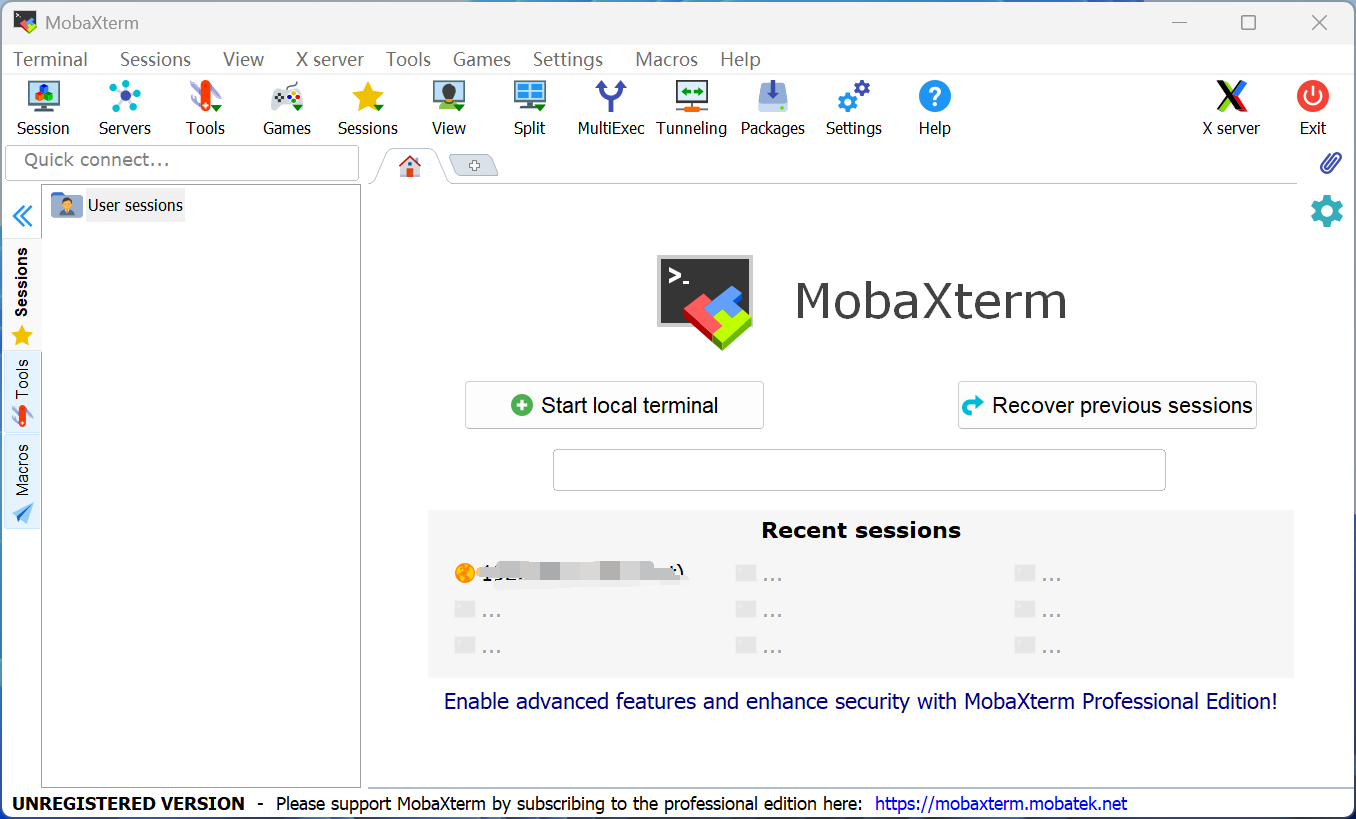 MobaXterm
Terminal Sessions View X server Tools Games Settings Macros Help
Session Servers Tools Games Sessions View Split MultiExec Tunneling Packages Settings Help X server Exit
Quick connect...
User sessions
Sessions
Tools
Macros
>_
MobaXterm
Start local terminal
Recover previous sessions
Recent sessions
... ...
... ... ...
... ... ...
Enable advanced features and enhance security with MobaXterm Professional Edition!
UNREGISTERED VERSION - Please support MobaXterm by subscribing to the professional edition here: https://mobaxterm.mobatek.net